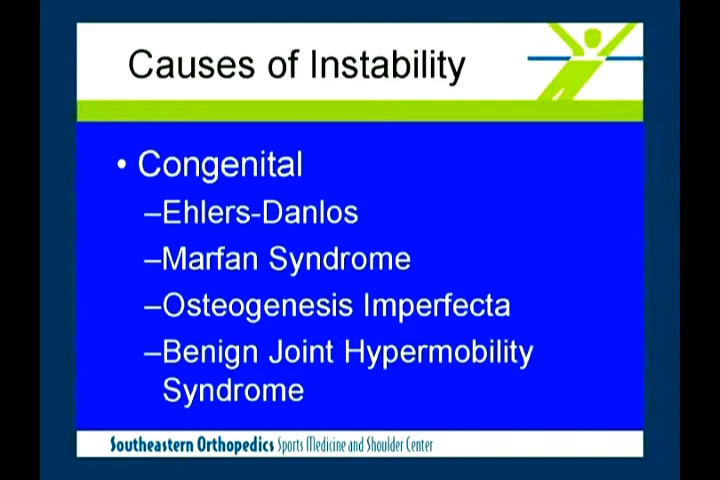 Causes of Instability
• Congenital
–Ehlers-Danlos
–Marfan Syndrome
–Osteogenesis Imperfecta
–Benign Joint Hypermobility
Syndrome
Southeastern Orthopedics Sports Medicine and Shoulder Center